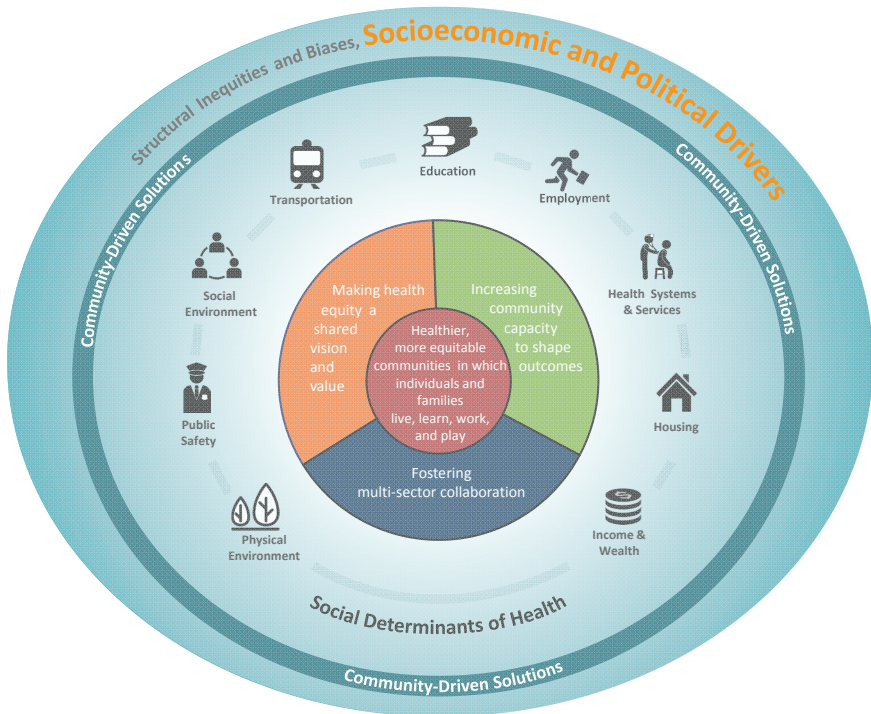 Structural Inequities and Biases, Socioeconomic and Political Drivers
Community-Driven Solutions
Community-Driven Solutions
Education
Transportation
Employment
Social
Environment
Health Systems
& Services
Public
Safety
Housing
Physical
Environment
Income &
Wealth
Making health
equity a
shared
vision
and
value
Increasing
community
capacity
to shape
outcomes
Healthier,
more equitable
communities in which
individuals and
families
live, learn, work,
and play
Fostering
multi-sector collaboration
Social Determinants of Health
Community-Driven Solutions